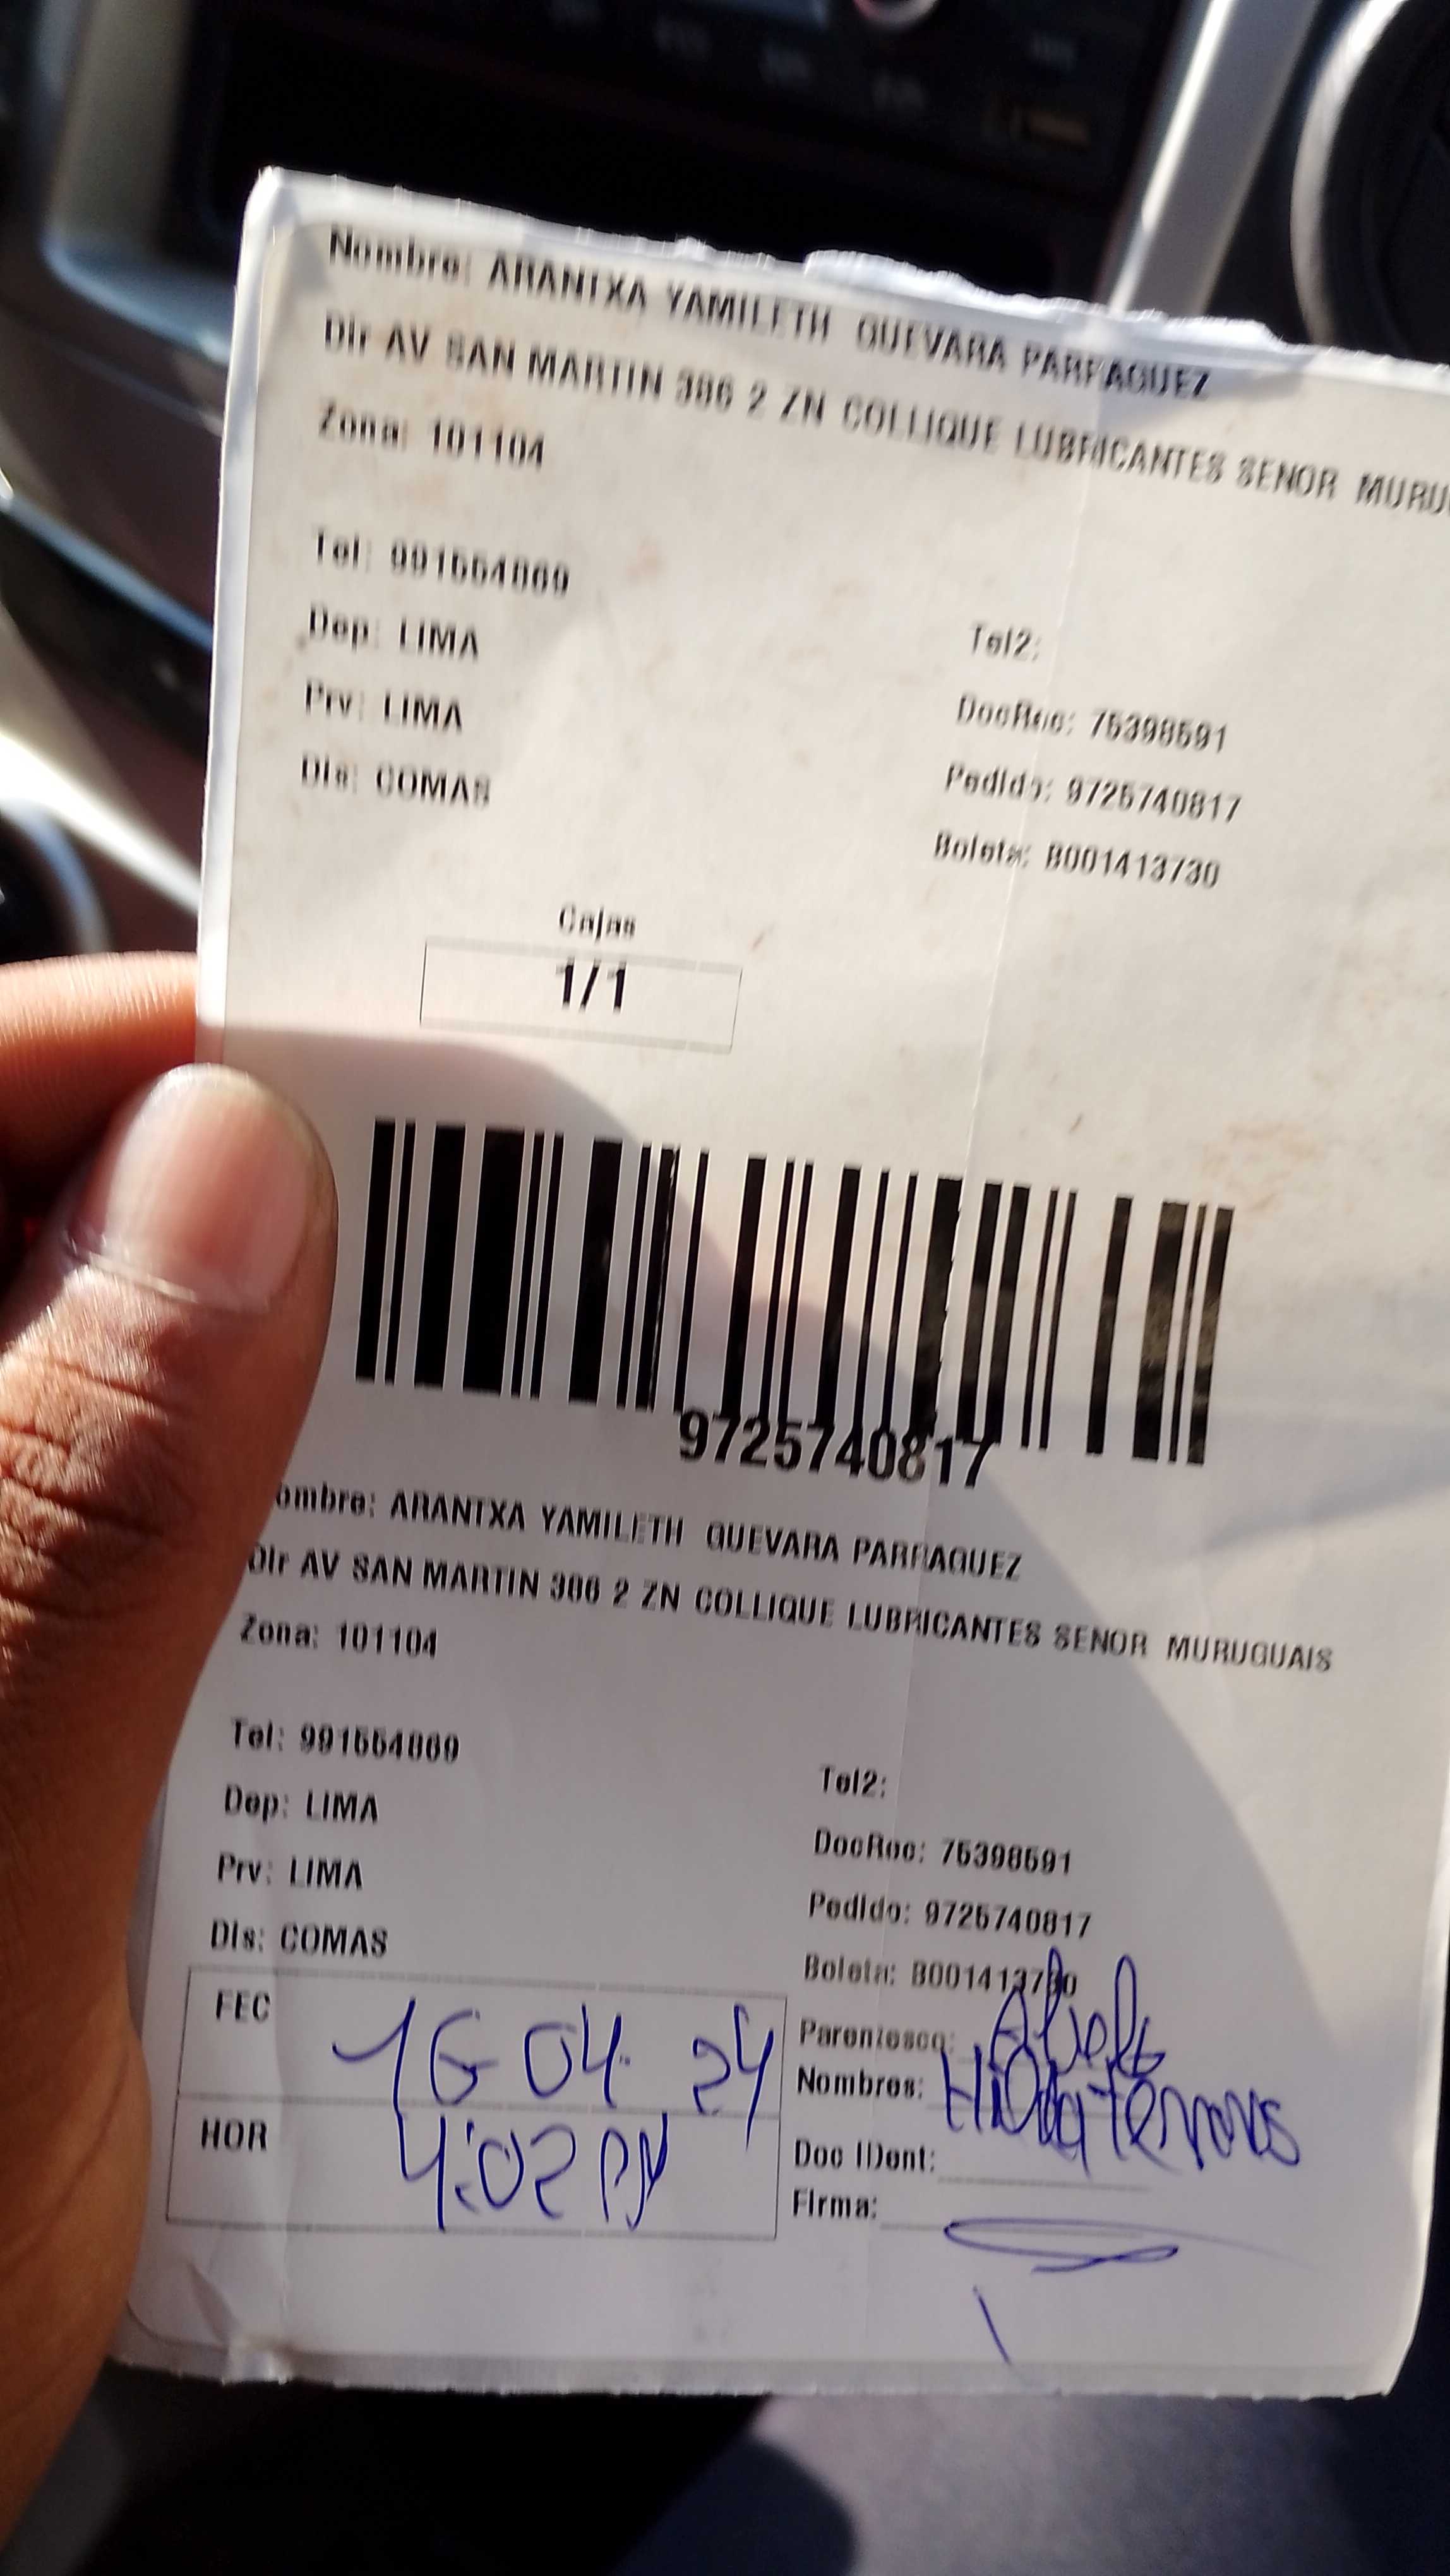 Nombre: ARANTXA YAMILETH GUEVARA PARRAGUEZ
Dir AV SAN MARTIN 386 2 ZN COLLIQUE LUBRICANTES SENOR MURU
Zona: 101104
Tel: 991554869
Dep: LIMA
Tel2:
Prv: LIMA
DocRec: 75398591
Dis: COMAS
Pedido: 9725740817
Boleta: B001413730
Cajas
1/1
9725740817
ombre: ARANTXA YAMILETH GUEVARA PARRAGUEZ
Dir AV SAN MARTIN 386 2 ZN COLLIQUE LUBRICANTES SENOR MURUGUAIS
Zona: 101104
Tel: 991554869
Tel2:
Dep: LIMA
DocRec: 75398591
Prv: LIMA
Pedido: 9725740817
Dis: COMAS
Boleta: B001413730
FEC 16 04 24
Parentesco:
Nombres:
HOR 4:02 PM
Doc IDent:
Firma: